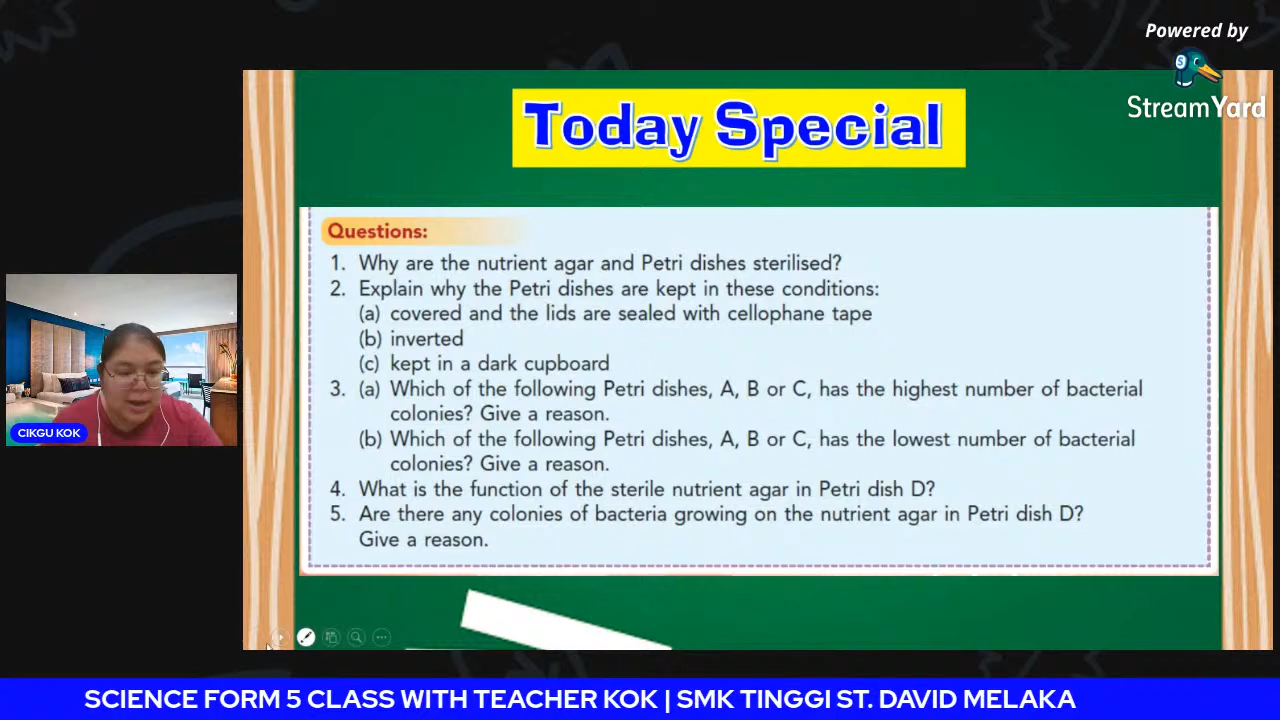 Powered by
StreamYard
Today Special
Questions:
1. Why are the nutrient agar and Petri dishes sterilised?
2. Explain why the Petri dishes are kept in these conditions:
(a) covered and the lids are sealed with cellophane tape
(b) inverted
(c) kept in a dark cupboard
3. (a) Which of the following Petri dishes, A, B or C, has the highest number of bacterial
colonies? Give a reason.
(b) Which of the following Petri dishes, A, B or C, has the lowest number of bacterial
colonies? Give a reason.
4. What is the function of the sterile nutrient agar in Petri dish D?
5. Are there any colonies of bacteria growing on the nutrient agar in Petri dish D?
Give a reason.
CIKGU KOK
SCIENCE FORM 5 CLASS WITH TEACHER KOK | SMK TINGGI ST. DAVID MELAKA